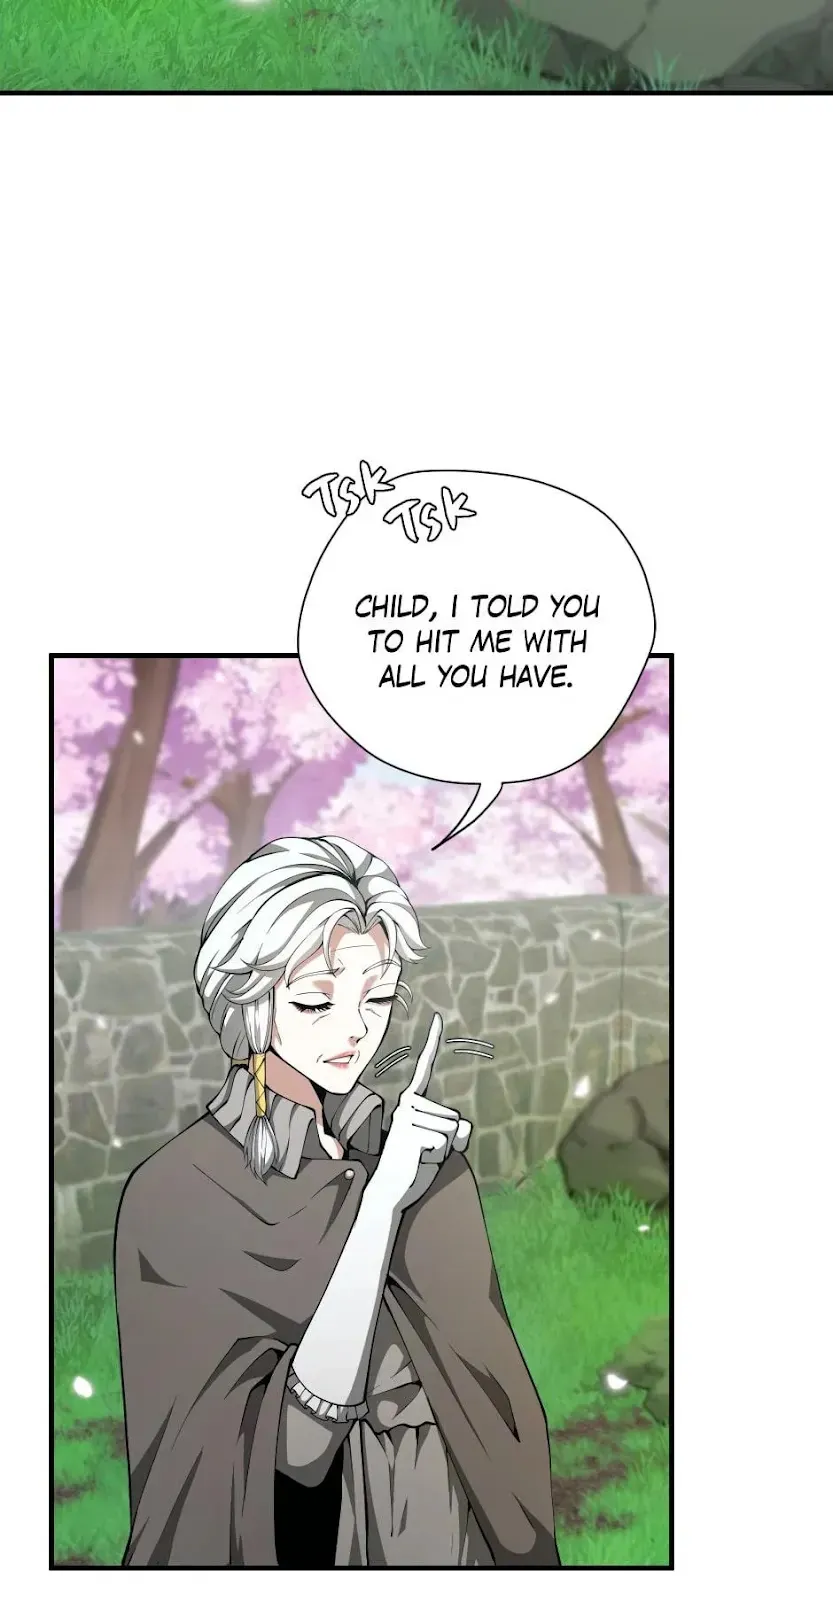 TSK
TSK
CHILD, I TOLD YOU
TO HIT ME WITH
ALL YOU HAVE.